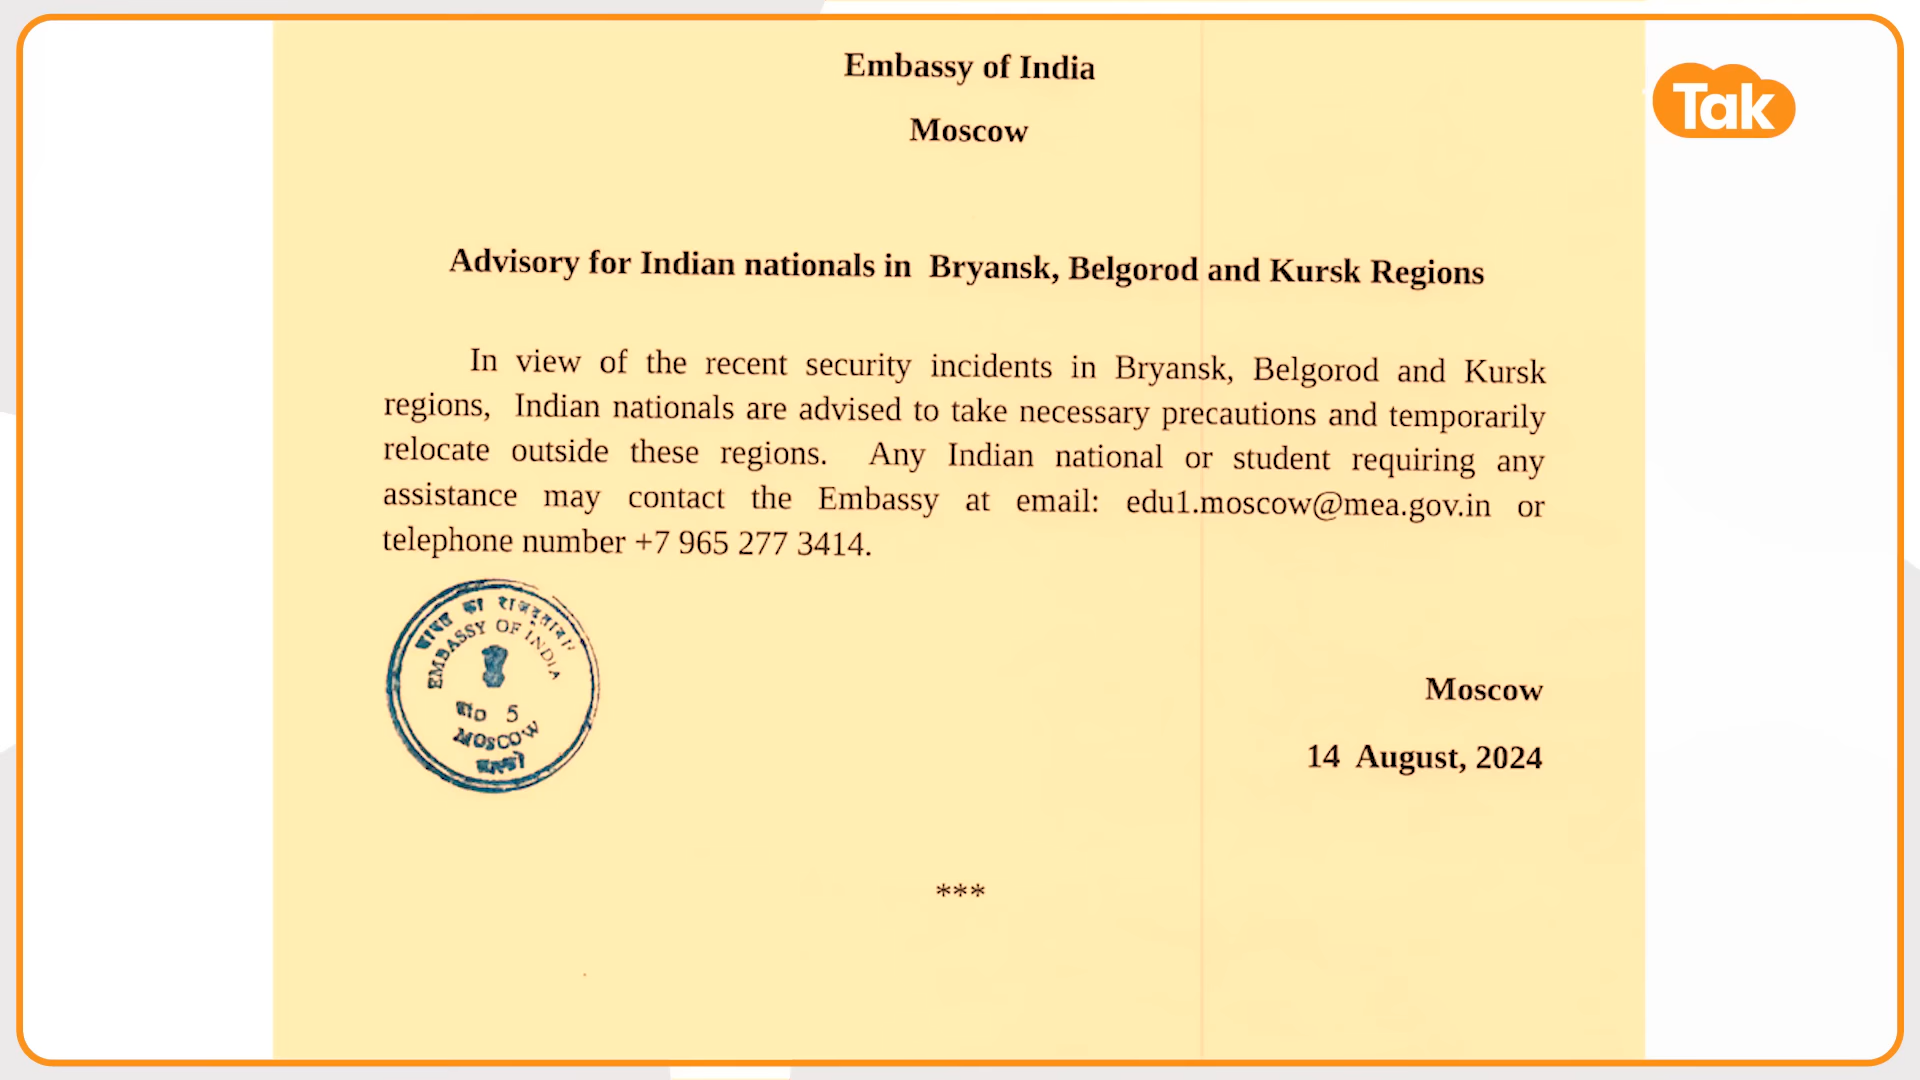 Embassy of India
Moscow
Tak
Advisory for Indian nationals in Bryansk, Belgorod and Kursk Regions
In view of the recent security incidents in Bryansk, Belgorod and Kursk
regions, Indian nationals are advised to take necessary precautions and temporarily
relocate outside these regions. Any Indian national or student requiring any
assistance may contact the Embassy at email: edu1.moscow@mea.gov.in or
telephone number +7 965 277 3414.
भारत का राजदूतावास
EMBASSY OF INDIA
5
MOSCOW
Moscow
14 August, 2024
***